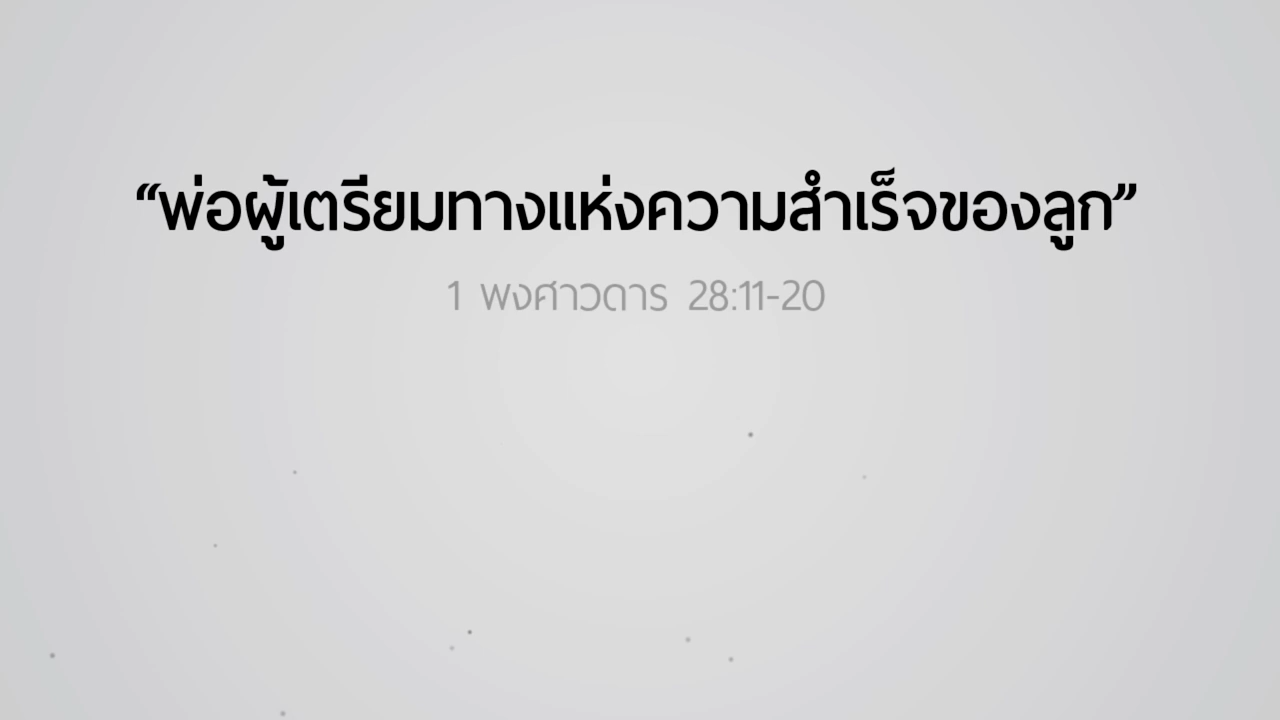 “พ่อผู้เตรียมทางแห่งความสำเร็จของลูก”
1 พงศาวดาร 28:11-20